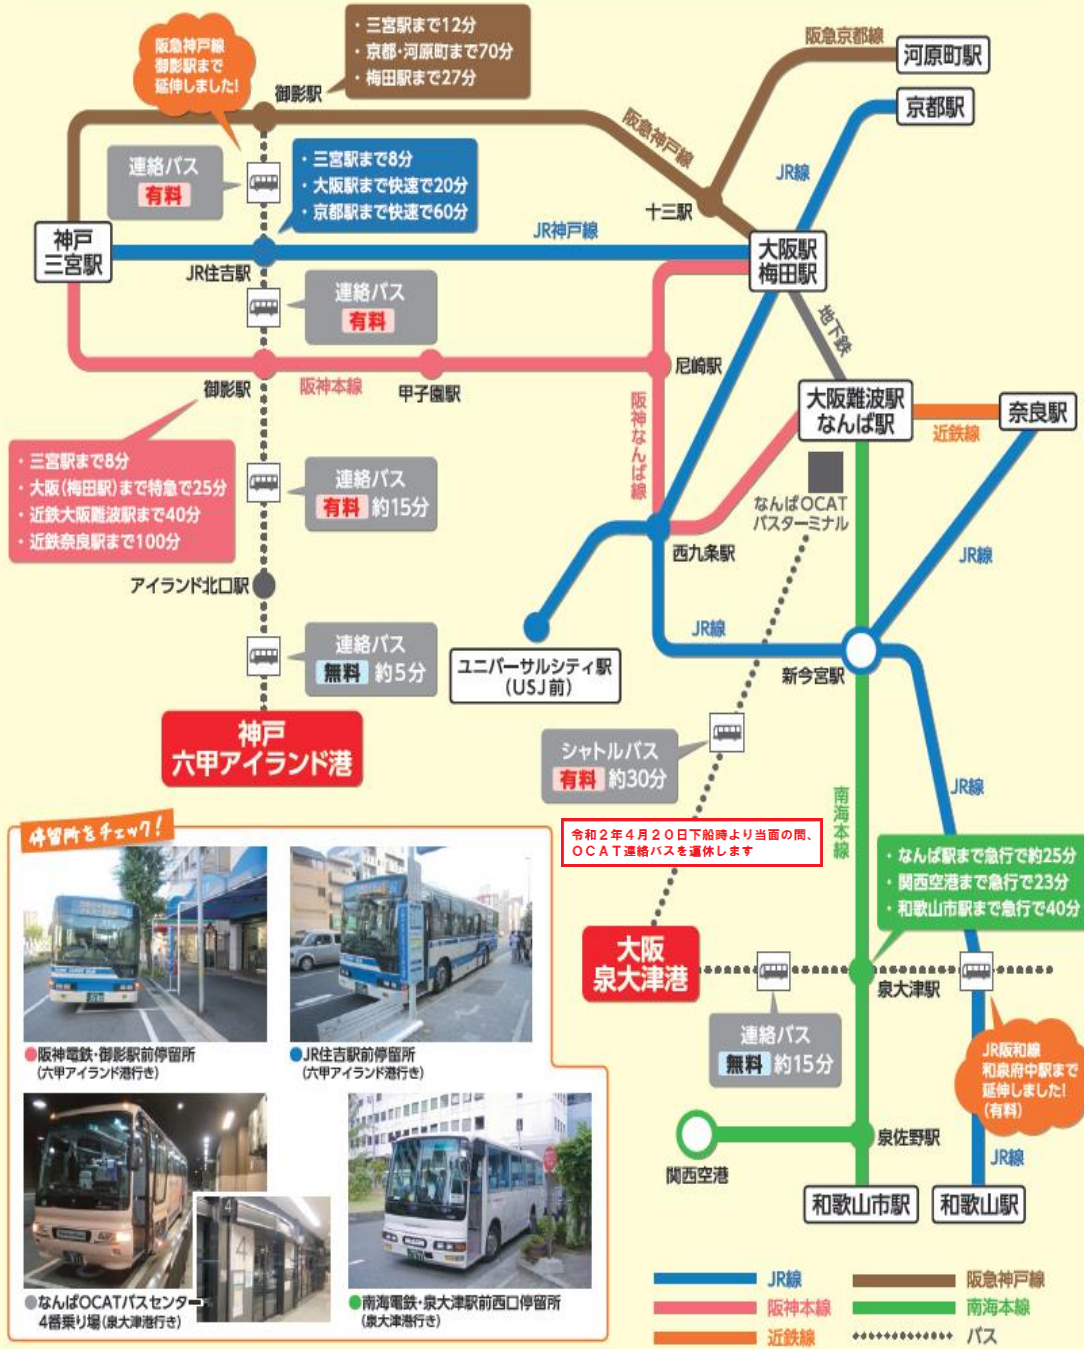 ・三宮駅まで12分
・京都・河原町まで70分
・梅田駅まで27分
阪急神戸線
御影駅まで
延伸しました!
御影駅
阪急京都線
河原町駅
京都駅
阪急神戸線
JR線
連絡バス
有料
・三宮駅まで8分
・大阪駅まで快速で20分
・京都駅まで快速で60分
十三駅
神戸
三宮駅
JR神戸線
大阪駅
梅田駅
JR住吉駅
連絡バス
有料
地下鉄
御影駅
阪神本線
甲子園駅
尼崎駅
阪神なんば線
大阪難波駅
なんば駅
近鉄線
奈良駅
・三宮駅まで8分
・大阪(梅田駅)まで特急で25分
・近鉄大阪難波駅まで40分
・近鉄奈良駅まで100分
連絡バス
有料 約15分
なんばOCAT
バスターミナル
西九条駅
JR線
アイランド北口駅
連絡バス
無料 約5分
ユニバーサルシティ駅
(USJ前)
JR線
新今宮駅
神戸
六甲アイランド港
シャトルバス
有料 約30分
南海本線
JR線
令和2年4月20日下船時より当面の間、
OCAT連絡バスを運休します
・なんば駅まで急行で約25分
・関西空港まで急行で23分
・和歌山市駅まで急行で40分
大阪
泉大津港
泉大津駅
連絡バス
無料 約15分
JR阪和線
和泉府中駅まで
延伸しました!
(有料)
泉佐野駅
関西空港
JR線
和歌山市駅
和歌山駅
停留所をチェック!
●阪神電鉄・御影駅前停留所
(六甲アイランド港行き)
●JR住吉駅前停留所
(六甲アイランド港行き)
4
4
●なんばOCATバスセンター
4番乗り場(泉大津港行き)
●南海電鉄・泉大津駅前西口停留所
(泉大津港行き)
JR線
阪急神戸線
阪神本線
南海本線
近鉄線
バス